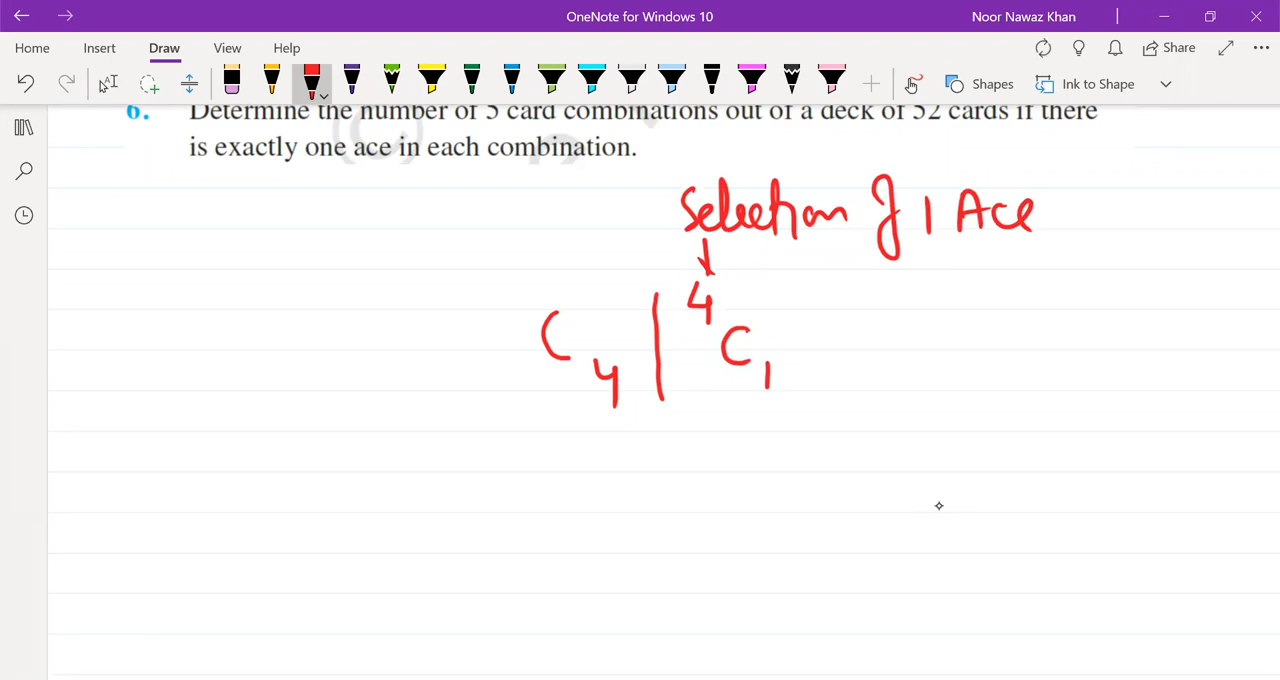 OneNote for Windows 10
Noor Nawaz Khan
Home Insert Draw View Help
Share
Shapes
Ink to Shape
6. Determine the number of 5 card combinations out of a deck of 52 cards if there
is exactly one ace in each combination.
Selection of 1 Ace
C 4 | 4 C 1